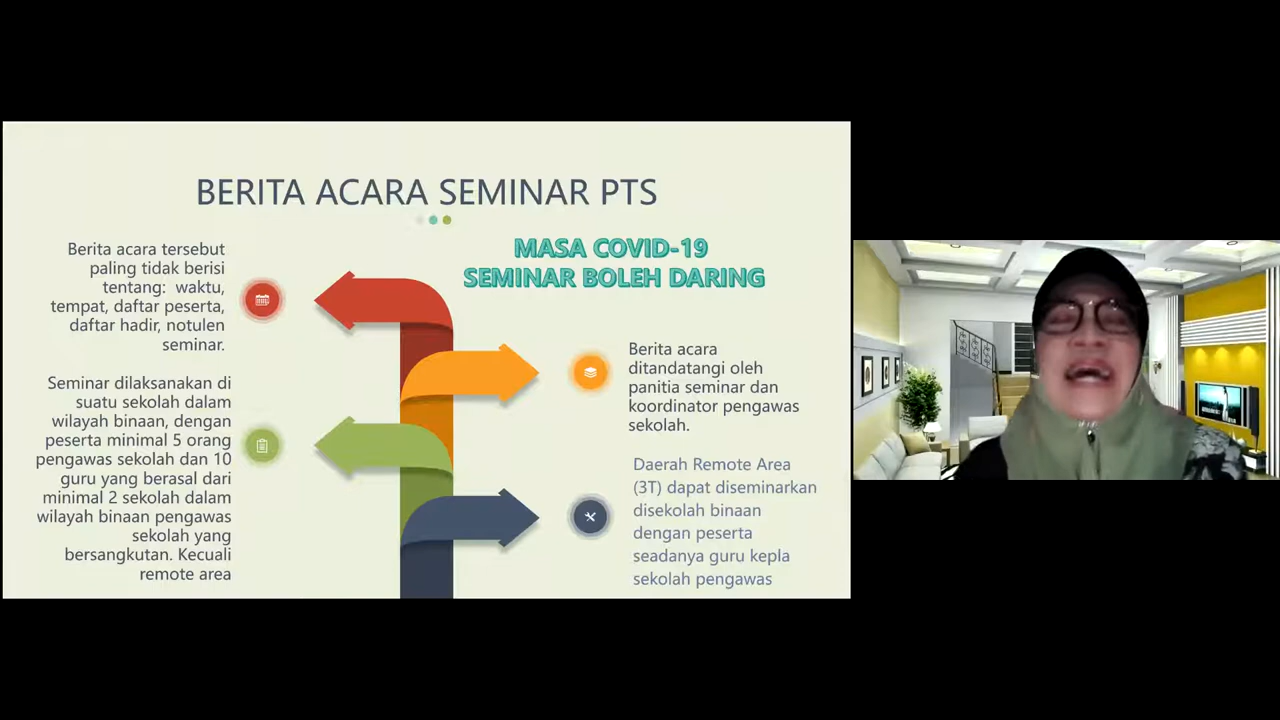 BERITA ACARA SEMINAR PTS
MASA COVID-19
SEMINAR BOLEH DARING
Berita acara tersebut
paling tidak berisi
tentang: waktu,
tempat, daftar peserta,
daftar hadir, notulen
seminar.
Berita acara
ditandatangi oleh
panitia seminar dan
koordinator pengawas
sekolah.
Seminar dilaksanakan di
suatu sekolah dalam
wilayah binaan, dengan
peserta minimal 5 orang
pengawas sekolah dan 10
guru yang berasal dari
minimal 2 sekolah dalam
wilayah binaan pengawas
sekolah yang
bersangkutan. Kecuali
remote area
Daerah Remote Area
(3T) dapat diseminarkan
disekolah binaan
dengan peserta
seadanya guru kepla
sekolah pengawas